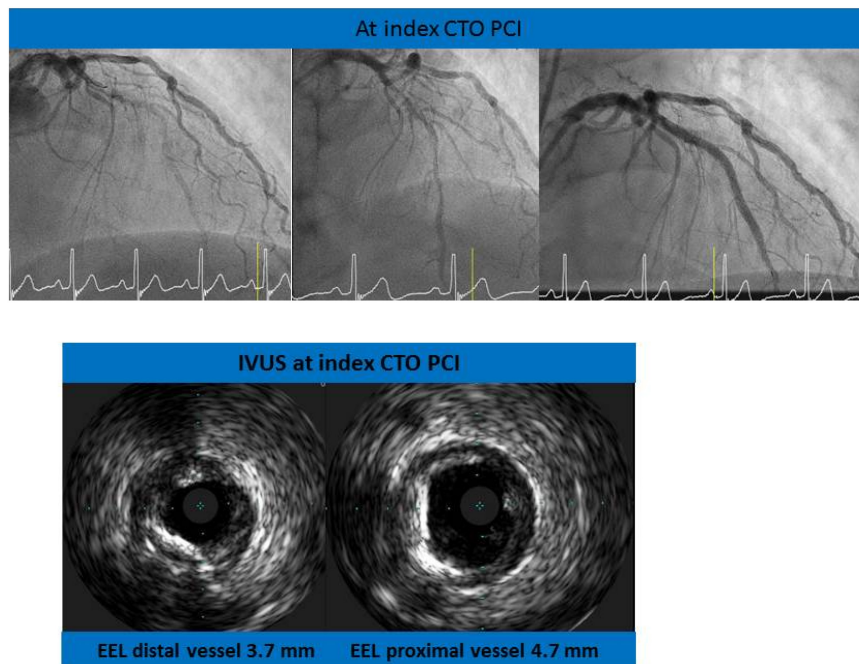 At index CTO PCI
IVUS at index CTO PCI
EEL distal vessel 3.7 mm
EEL proximal vessel 4.7 mm